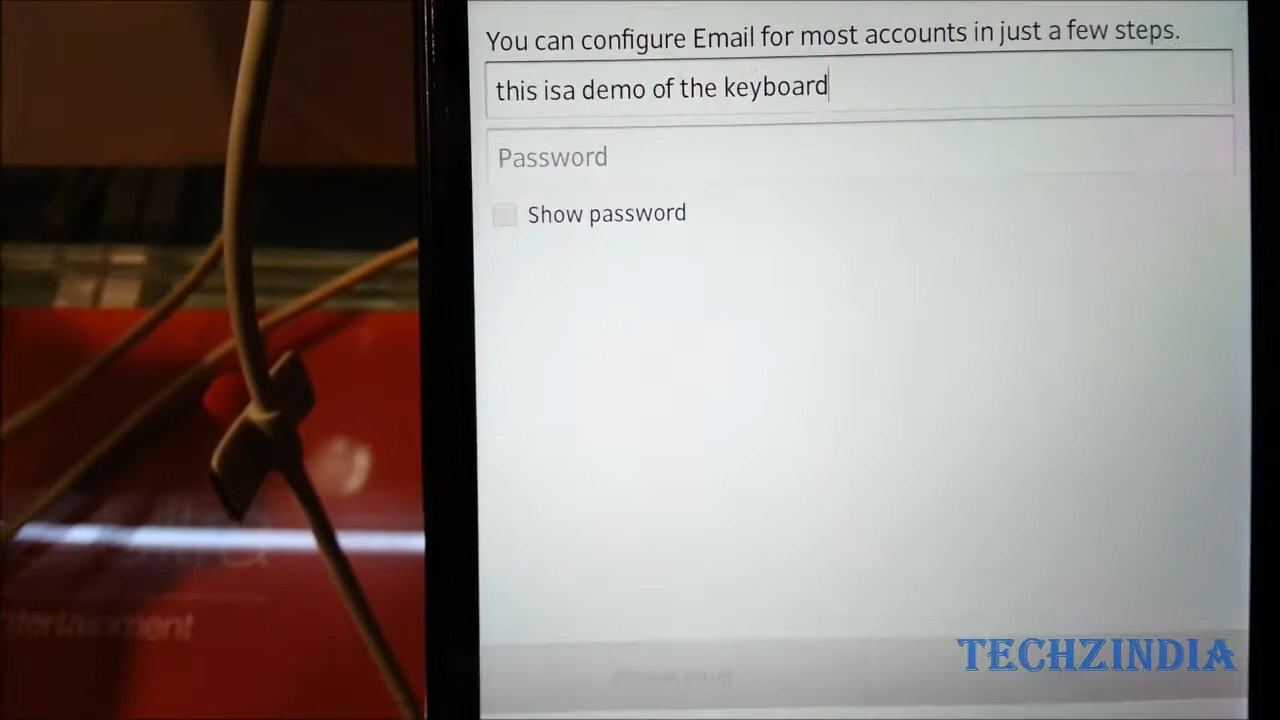 You can configure Email for most accounts in just a few steps.
this isa demo of the keyboard
Password
Show password
TECHZINDIA